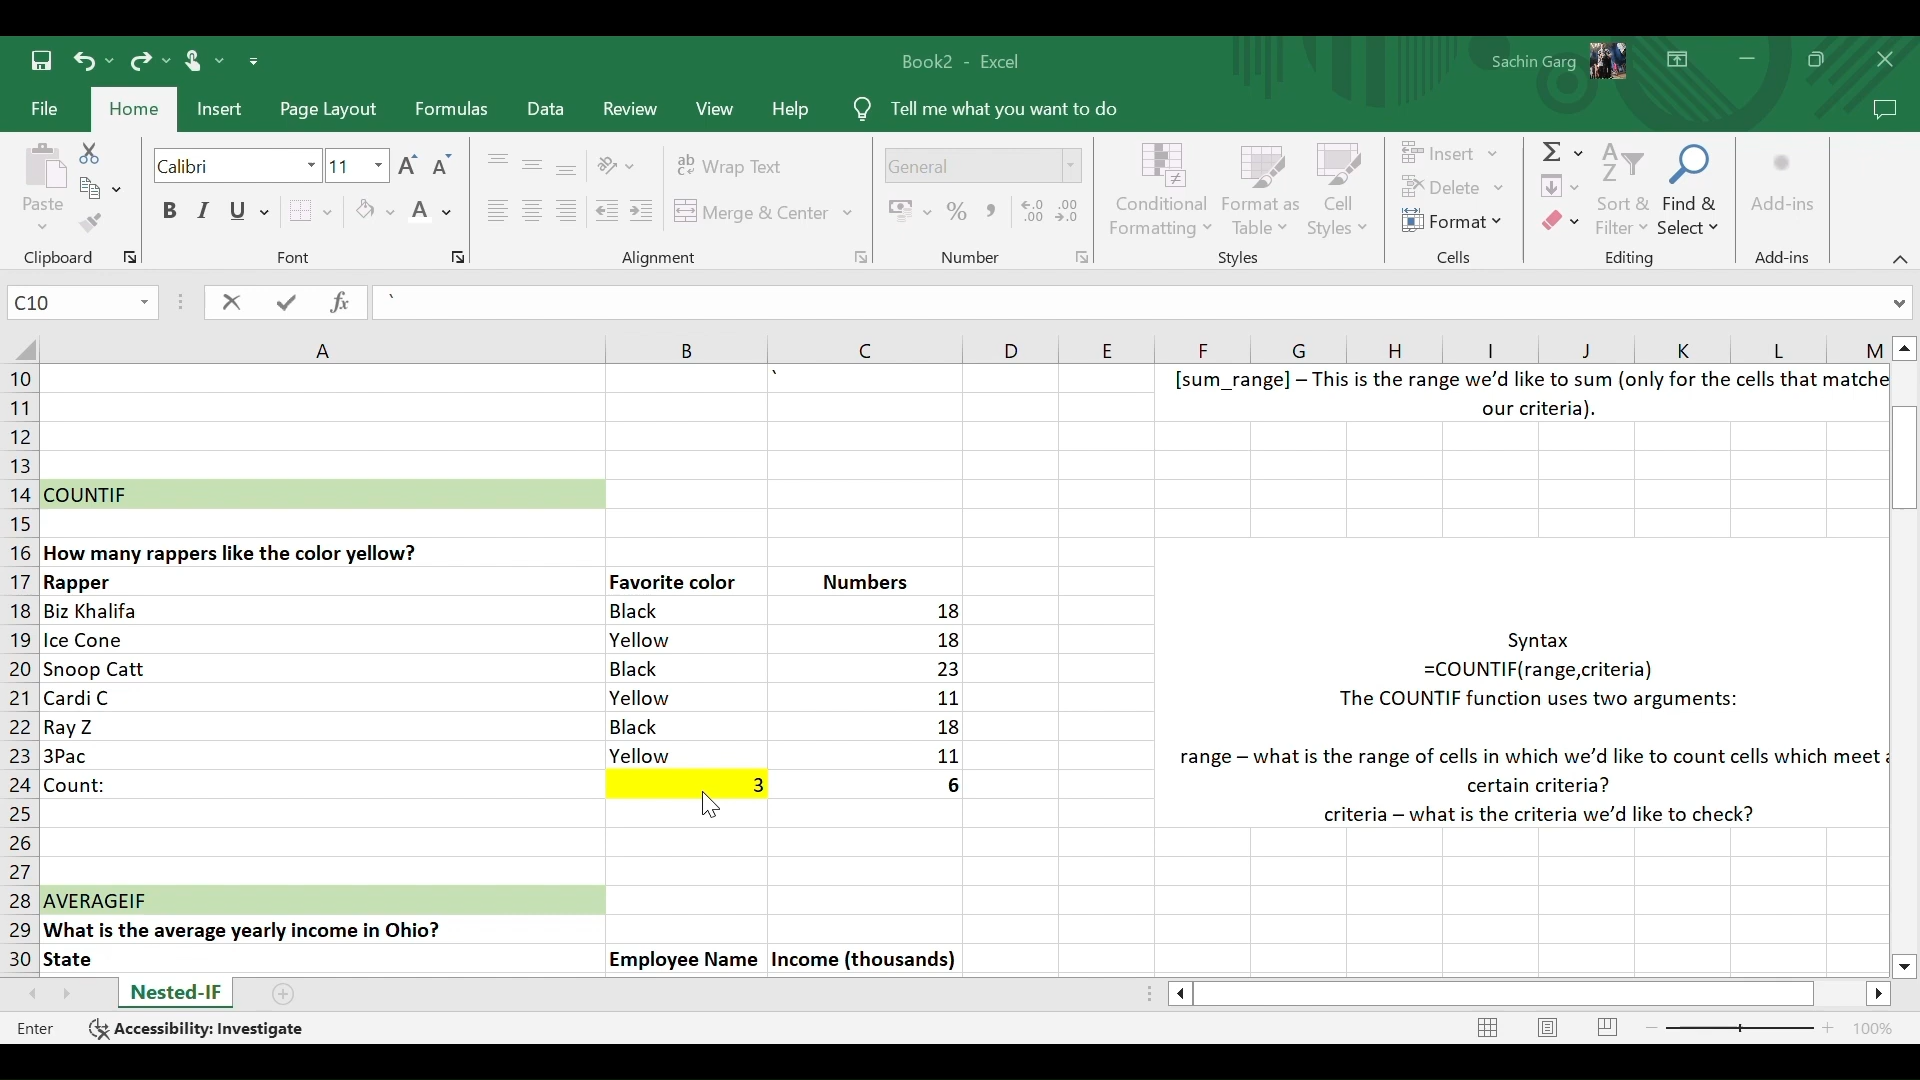 Book2 - Excel
Sachin Garg
File Home Insert Page Layout Formulas Data Review View Help Tell me what you want to do
Calibri 11
ab Wrap Text
General
Insert
Paste
Delete
B I U A
Merge & Center
% ,
Conditional Formatting
Format as Table
Cell Styles
Format
Sort & Filter
Find & Select
Add-ins
Clipboard Font Alignment Number Styles Cells Editing Add-ins
C10 fx `
A B C D E F G H I J K L M
10 ` [sum_range] – This is the range we’d like to sum (only for the cells that matche
11 our criteria).
12
13
14 COUNTIF
15
16 How many rappers like the color yellow?
17 Rapper Favorite color Numbers
18 Biz Khalifa Black 18
19 Ice Cone Yellow 18 Syntax
20 Snoop Catt Black 23 =COUNTIF(range,criteria)
21 Cardi C Yellow 11 The COUNTIF function uses two arguments:
22 Ray Z Black 18
23 3Pac Yellow 11 range – what is the range of cells in which we’d like to count cells which meet
24 Count: 3 6 certain criteria?
25 criteria – what is the criteria we’d like to check?
26
27
28 AVERAGEIF
29 What is the average yearly income in Ohio?
30 State Employee Name Income (thousands)
Nested-IF
Enter Accessibility: Investigate 100%